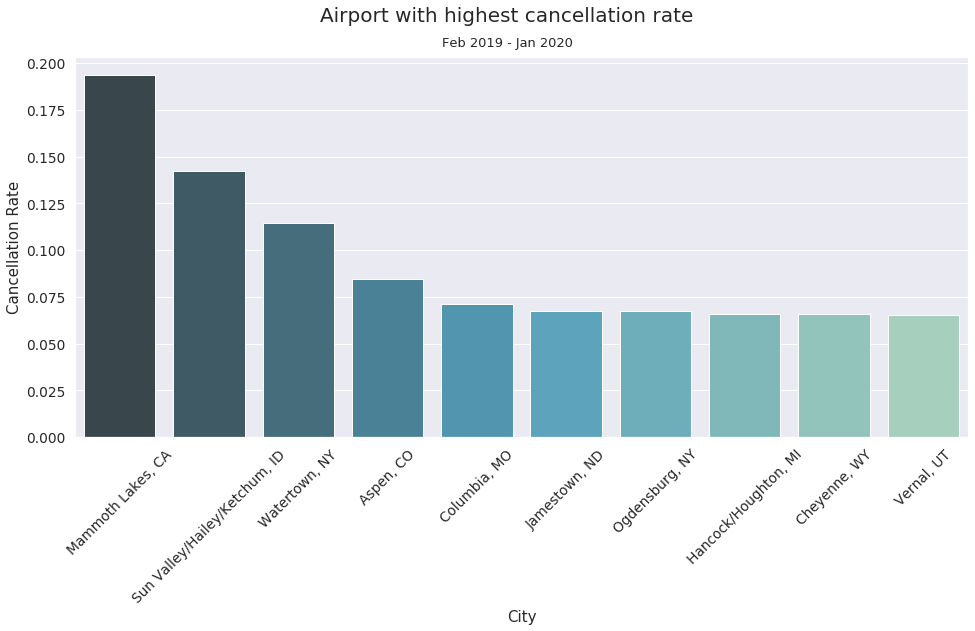 Airport with highest cancellation rate
Feb 2019 - Jan 2020
0.200
0.175
0.150
0.125
0.100
0.075
0.050
0.025
0.000
Cancellation Rate
Mammoth Lakes, CA
Sun Valley/Hailey/Ketchum, ID
Watertown, NY
Aspen, CO
Columbia, MO
Jamestown, ND
Ogdensburg, NY
Hancock/Houghton, MI
Cheyenne, WY
Vernal, UT
City